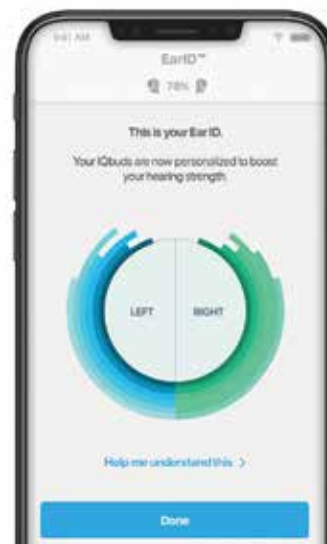 9:41 AM
EarID™
78%
This is your Ear ID.
Your IQbuds are now personalized to boost
your hearing strength.
LEFT
RIGHT
Help me understand this >
Done